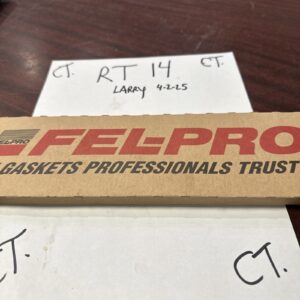 CT. RT 14 CT.
LARRY 4-2-25
FEL-PRO FEL-PRO
GASKETS PROFESSIONALS TRUST
CT. CT.